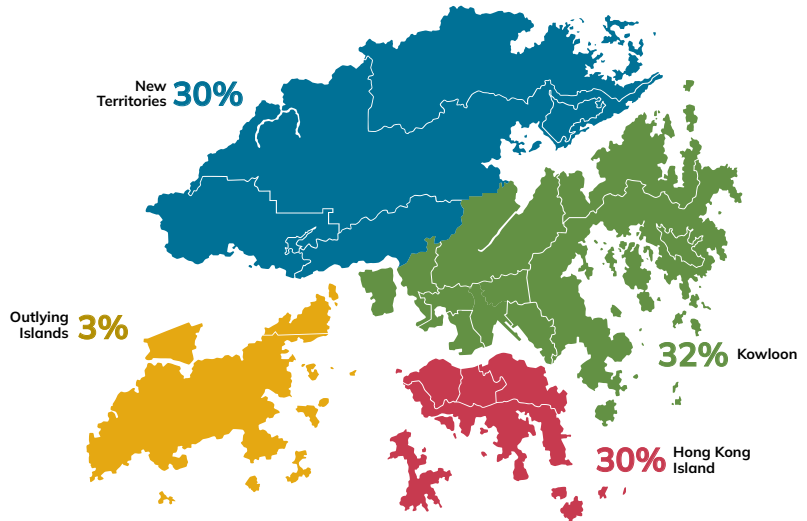 New
Territories 30%
Outlying
Islands 3%
32% Kowloon
30% Hong Kong
Island